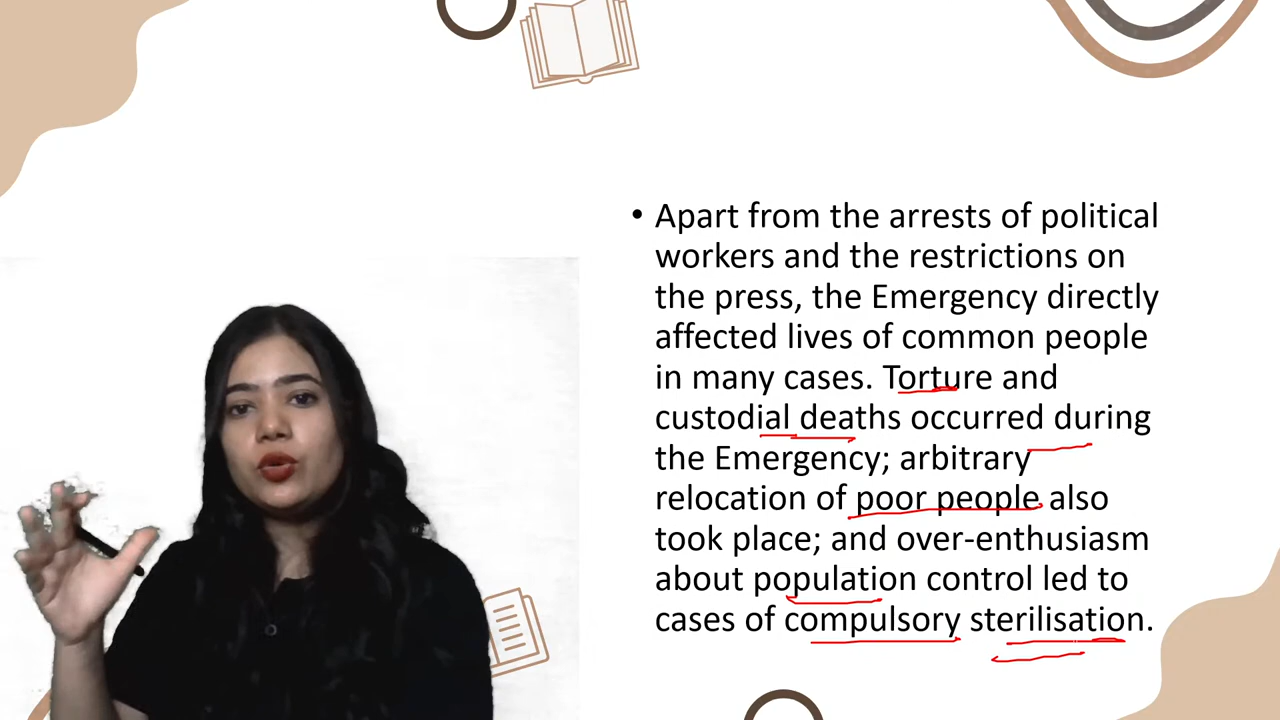 • Apart from the arrests of political
workers and the restrictions on
the press, the Emergency directly
affected lives of common people
in many cases. Torture and
custodial deaths occurred during
the Emergency; arbitrary
relocation of poor people also
took place; and over-enthusiasm
about population control led to
cases of compulsory sterilisation.